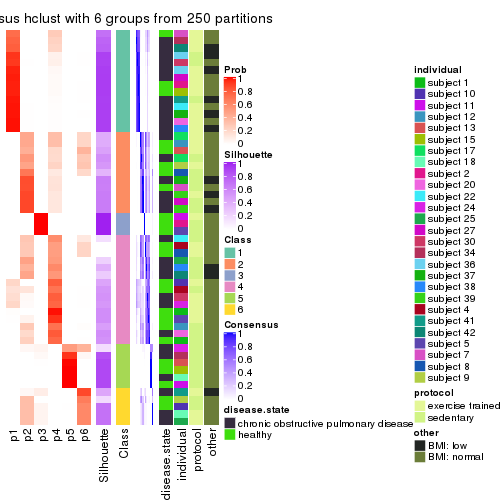 sus hclust with 6 groups from 250 partitions
Prob
1
0.8
0.6
0.4
0.2
0
Silhouette
1
0.8
0.6
0.4
0.2
0
Class
1
2
3
4
5
6
Consensus
1
0.8
0.6
0.4
0.2
0
disease.state
chronic obstructive pulmonary disease
healthy
individual
subject 1
subject 10
subject 11
subject 12
subject 13
subject 15
subject 17
subject 18
subject 2
subject 20
subject 22
subject 24
subject 25
subject 27
subject 30
subject 34
subject 36
subject 37
subject 38
subject 39
subject 4
subject 41
subject 42
subject 5
subject 7
subject 8
subject 9
protocol
exercise trained
sedentary
other
BMI: low
BMI: normal
p1
p2
p3
p4
p5
p6
Silhouette
Class
disease.state
individual
protocol
other